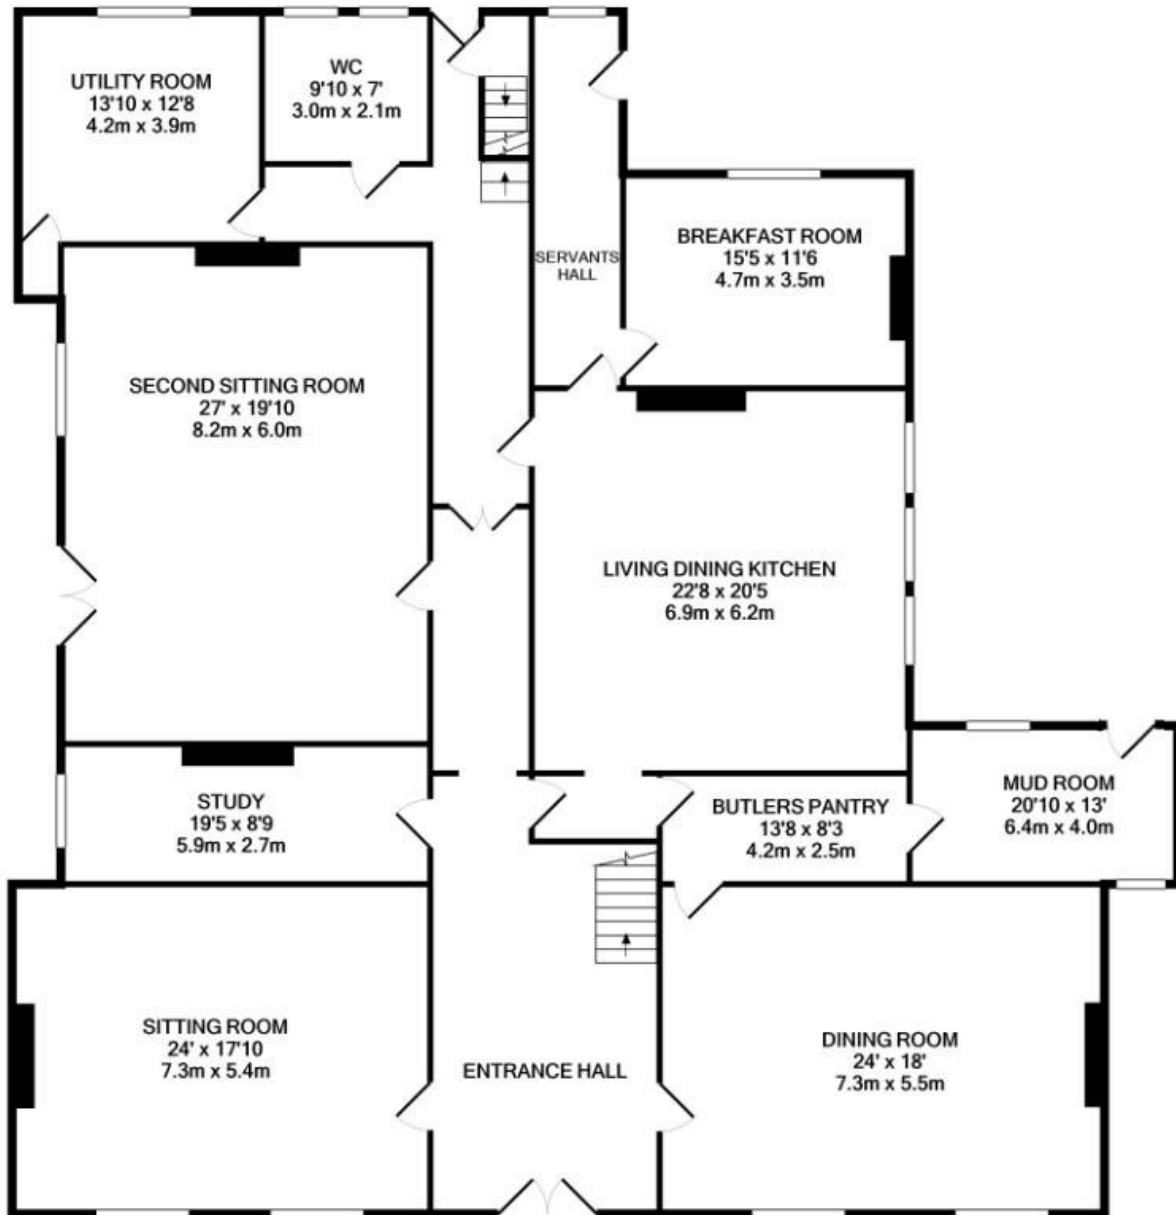 UTILITY ROOM
13'10 x 12'8
4.2m x 3.9m
WC
9'10 x 7'
3.0m x 2.1m
SERVANTS
HALL
BREAKFAST ROOM
15'5 x 11'6
4.7m x 3.5m
SECOND SITTING ROOM
27' x 19'10
8.2m x 6.0m
LIVING DINING KITCHEN
22'8 x 20'5
6.9m x 6.2m
STUDY
19'5 x 8'9
5.9m x 2.7m
BUTLERS PANTRY
13'8 x 8'3
4.2m x 2.5m
MUD ROOM
20'10 x 13'
6.4m x 4.0m
SITTING ROOM
24' x 17'10
7.3m x 5.4m
ENTRANCE HALL
DINING ROOM
24' x 18'
7.3m x 5.5m